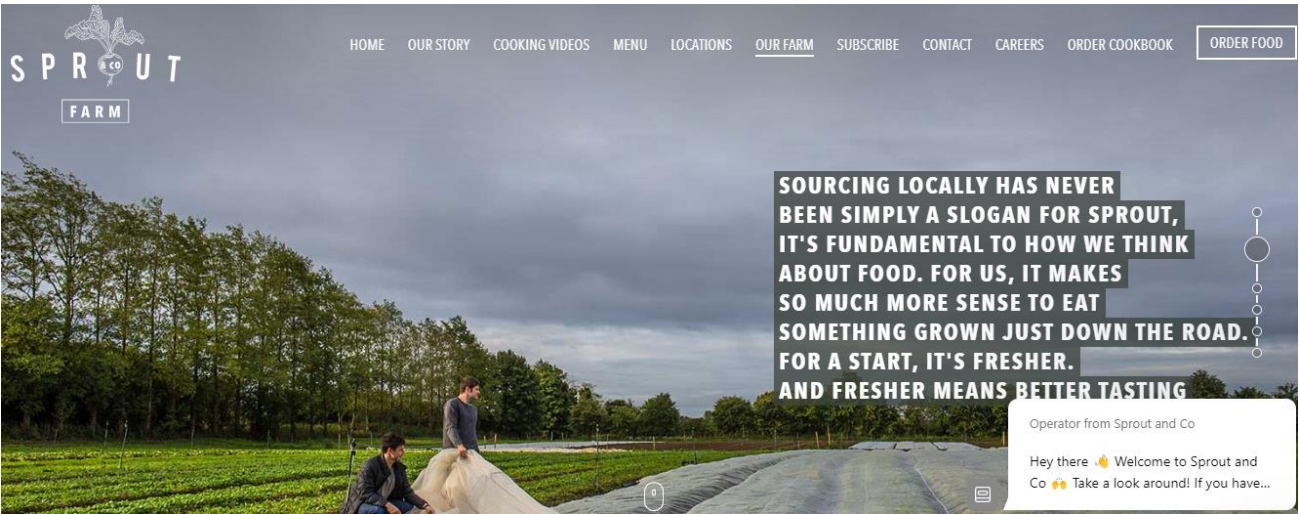 SPR&COUT
FARM
HOME OUR STORY COOKING VIDEOS MENU LOCATIONS OUR FARM SUBSCRIBE CONTACT CAREERS ORDER COOKBOOK ORDER FOOD
SOURCING LOCALLY HAS NEVER
BEEN SIMPLY A SLOGAN FOR SPROUT,
IT'S FUNDAMENTAL TO HOW WE THINK
ABOUT FOOD. FOR US, IT MAKES
SO MUCH MORE SENSE TO EAT
SOMETHING GROWN JUST DOWN THE ROAD.
FOR A START, IT'S FRESHER.
AND FRESHER MEANS BETTER TASTING
Operator from Sprout and Co
Hey there 👋 Welcome to Sprout and
Co 🙌 Take a look around! If you have...